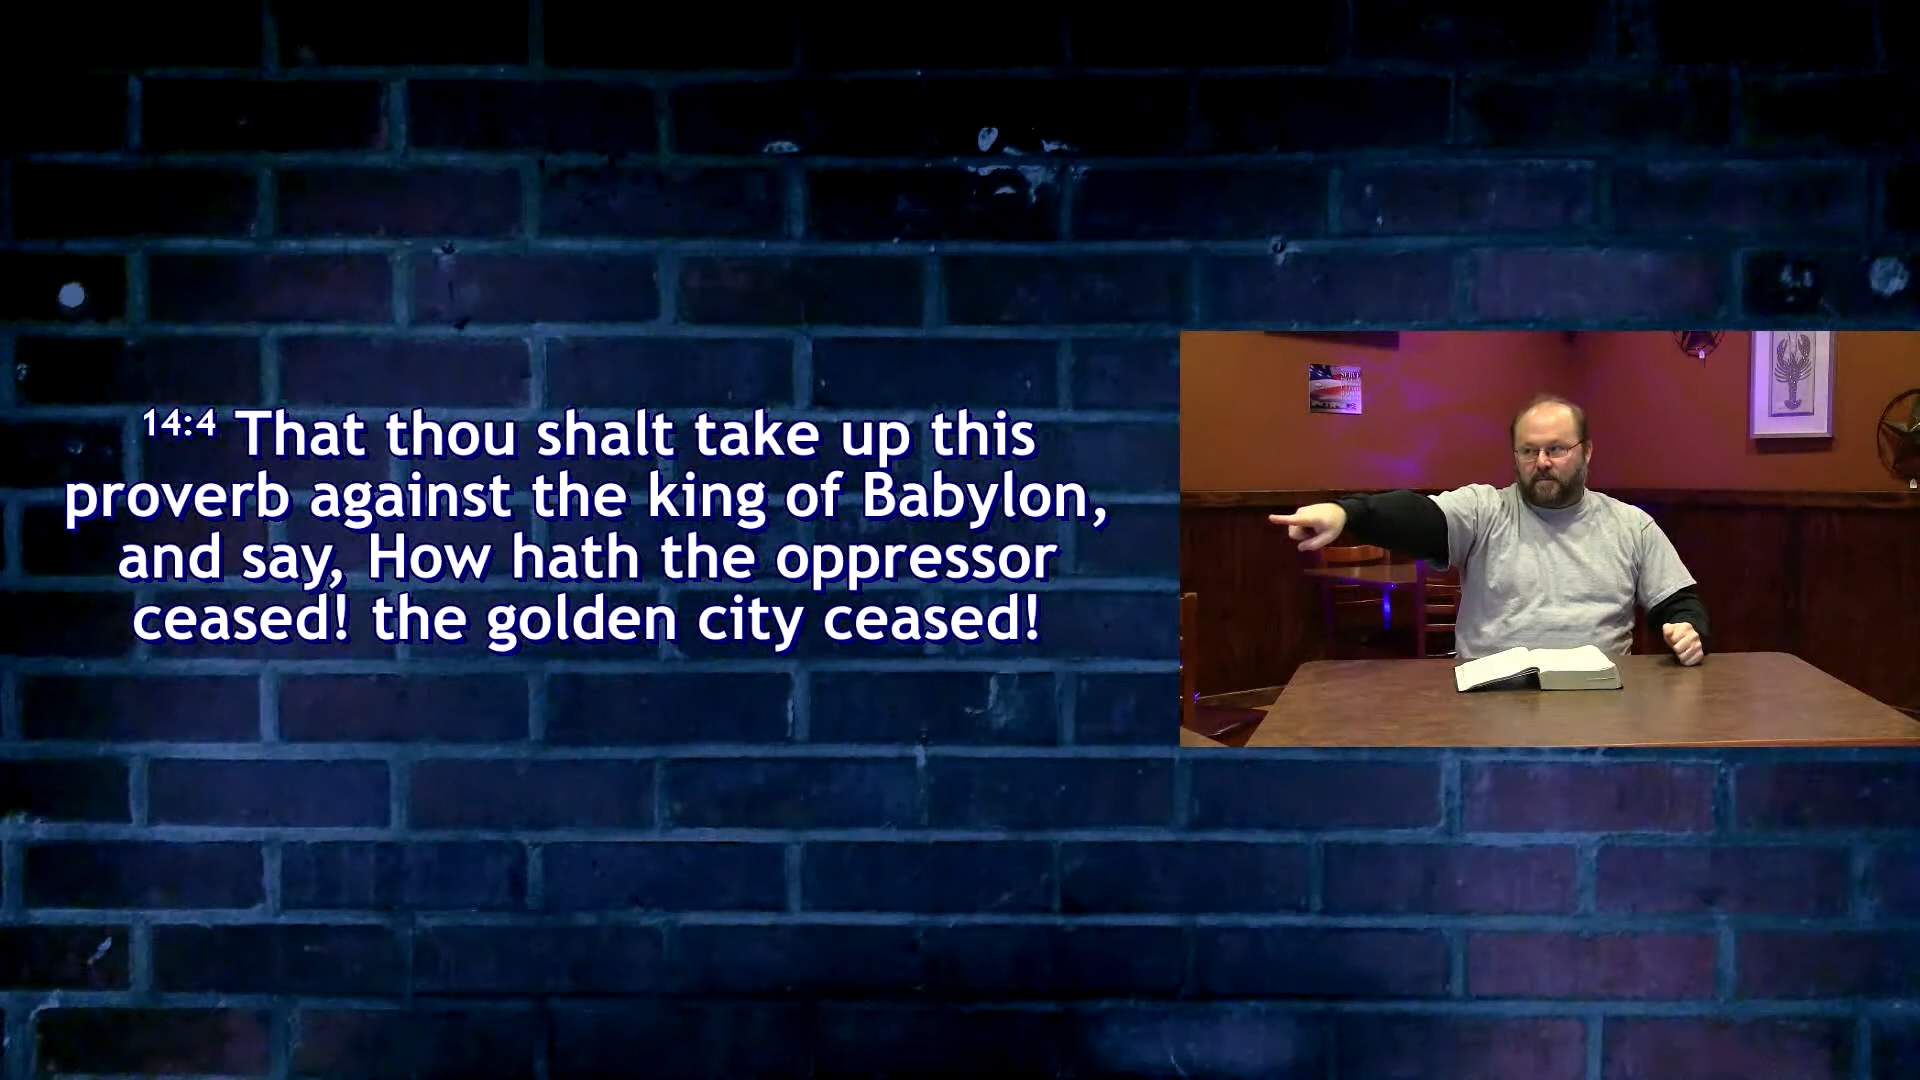 14:4 That thou shalt take up this
proverb against the king of Babylon,
and say, How hath the oppressor
ceased! the golden city ceased!